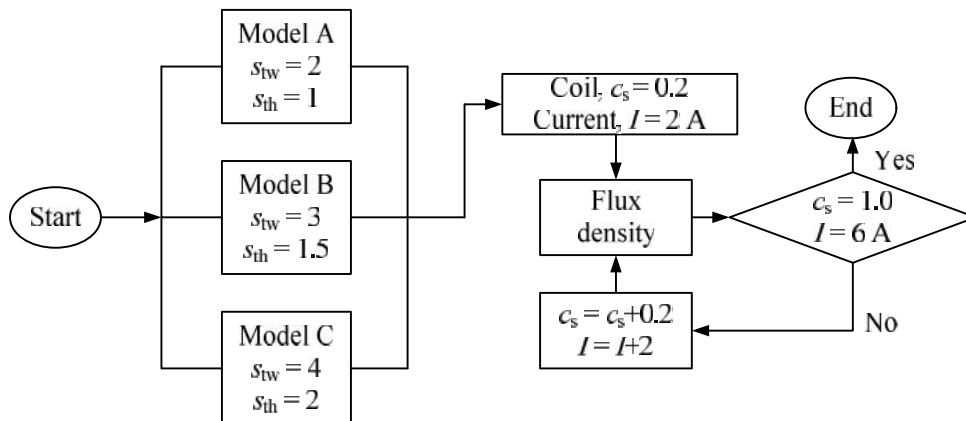 Start
Model A
s_tw = 2
s_th = 1
Model B
s_tw = 3
s_th = 1.5
Model C
s_tw = 4
s_th = 2
Coil, c_s = 0.2
Current, I = 2 A
Flux
density
c_s = c_s+0.2
I = I+2
c_s = 1.0
I = 6 A
Yes
No
End